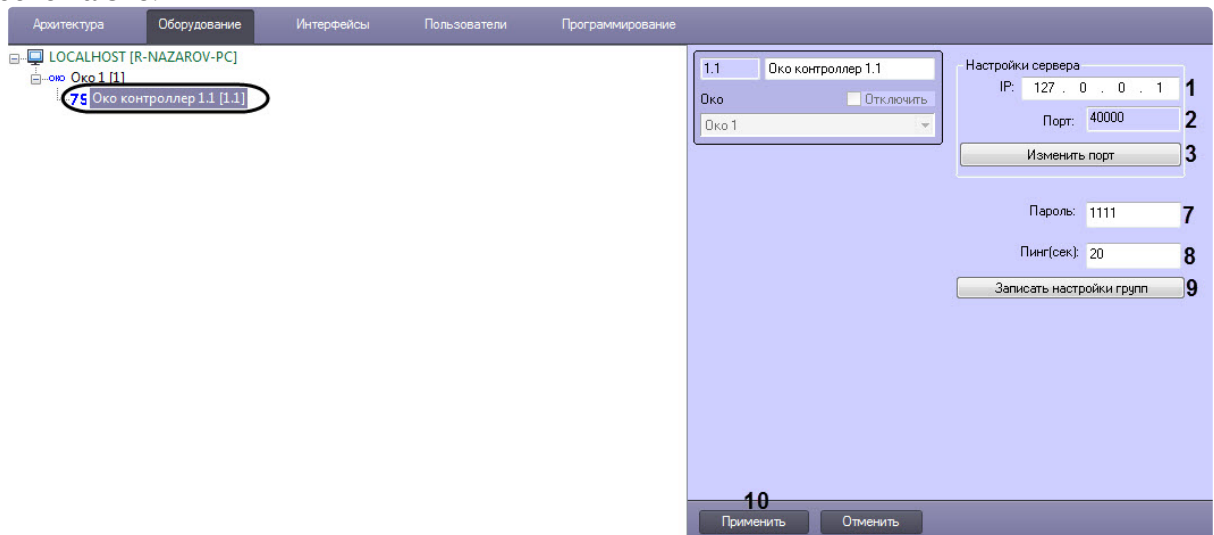 Архитектура Оборудование Интерфейсы Пользователи Программирование
LOCALHOST [R-NAZAROV-PC]
Око 1 [1]
Око контроллер 1.1 [1.1]
1.1 Око контроллер 1.1
Око Отключить
Око 1
Настройки сервера
IP: 127 . 0 . 0 . 1 1
Порт: 40000 2
Изменить порт 3
Пароль: 1111 7
Пинг(сек): 20 8
Записать настройки групп 9
10
Применить Отменить